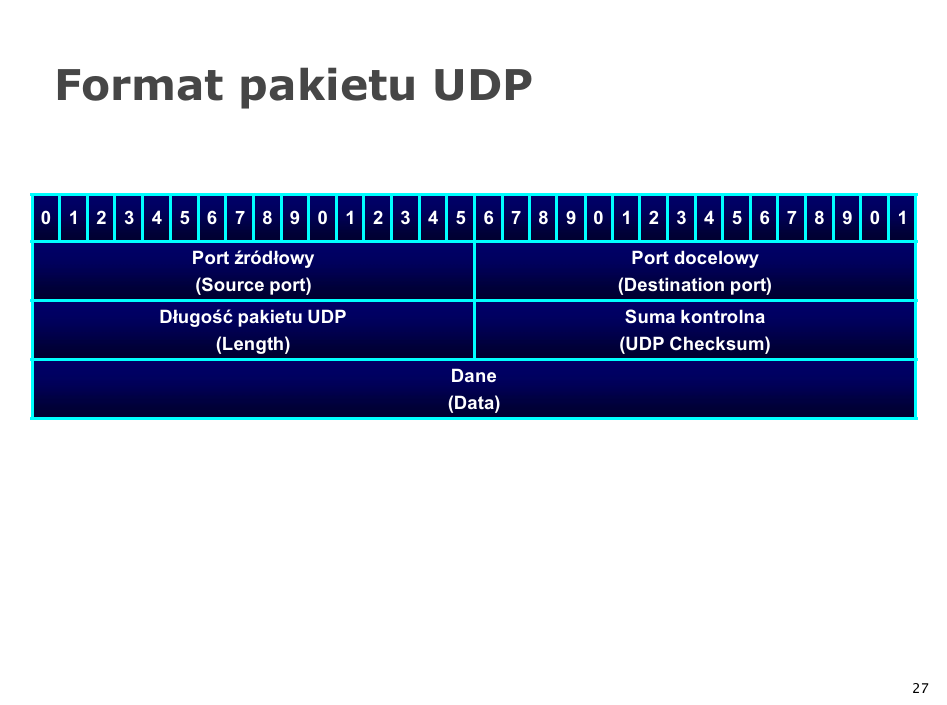 Format pakietu UDP
0 1 2 3 4 5 6 7 8 9 0 1 2 3 4 5 6 7 8 9 0 1 2 3 4 5 6 7 8 9 0 1
Port źródłowy Port docelowy
(Source port) (Destination port)
Długość pakietu UDP Suma kontrolna
(Length) (UDP Checksum)
Dane
(Data)
27